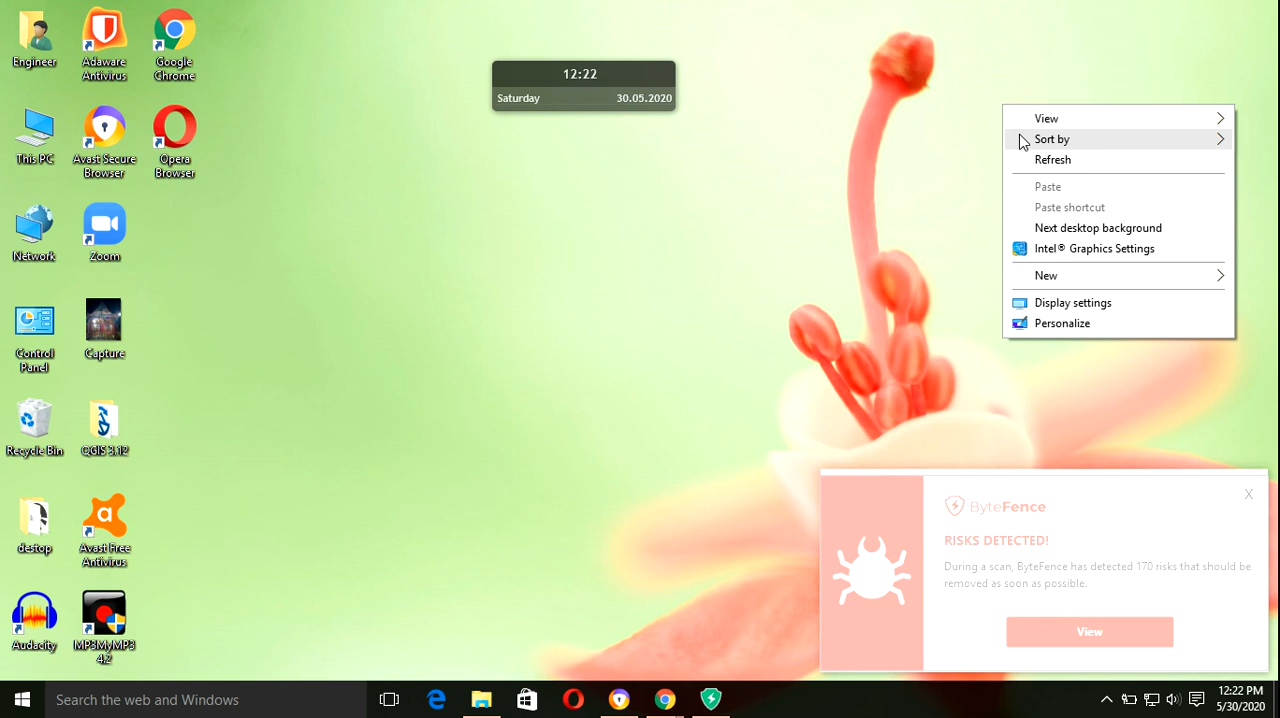 Engineer
Adaware
Antivirus
Google
Chrome
This PC
Avast Secure
Browser
Opera
Browser
Network
Zoom
Control
Panel
Capture
Recycle Bin
QGIS 3.12
destop
Avast Free
Antivirus
Audacity
MP3MyMP3
4.2
12:22
Saturday 30.05.2020
View
Sort by
Refresh
Paste
Paste shortcut
Next desktop background
Intel® Graphics Settings
New
Display settings
Personalize
X
ByteFence
RISKS DETECTED!
During a scan, ByteFence has detected 170 risks that should be
removed as soon as possible.
View
Search the web and Windows
12:22 PM
5/30/2020